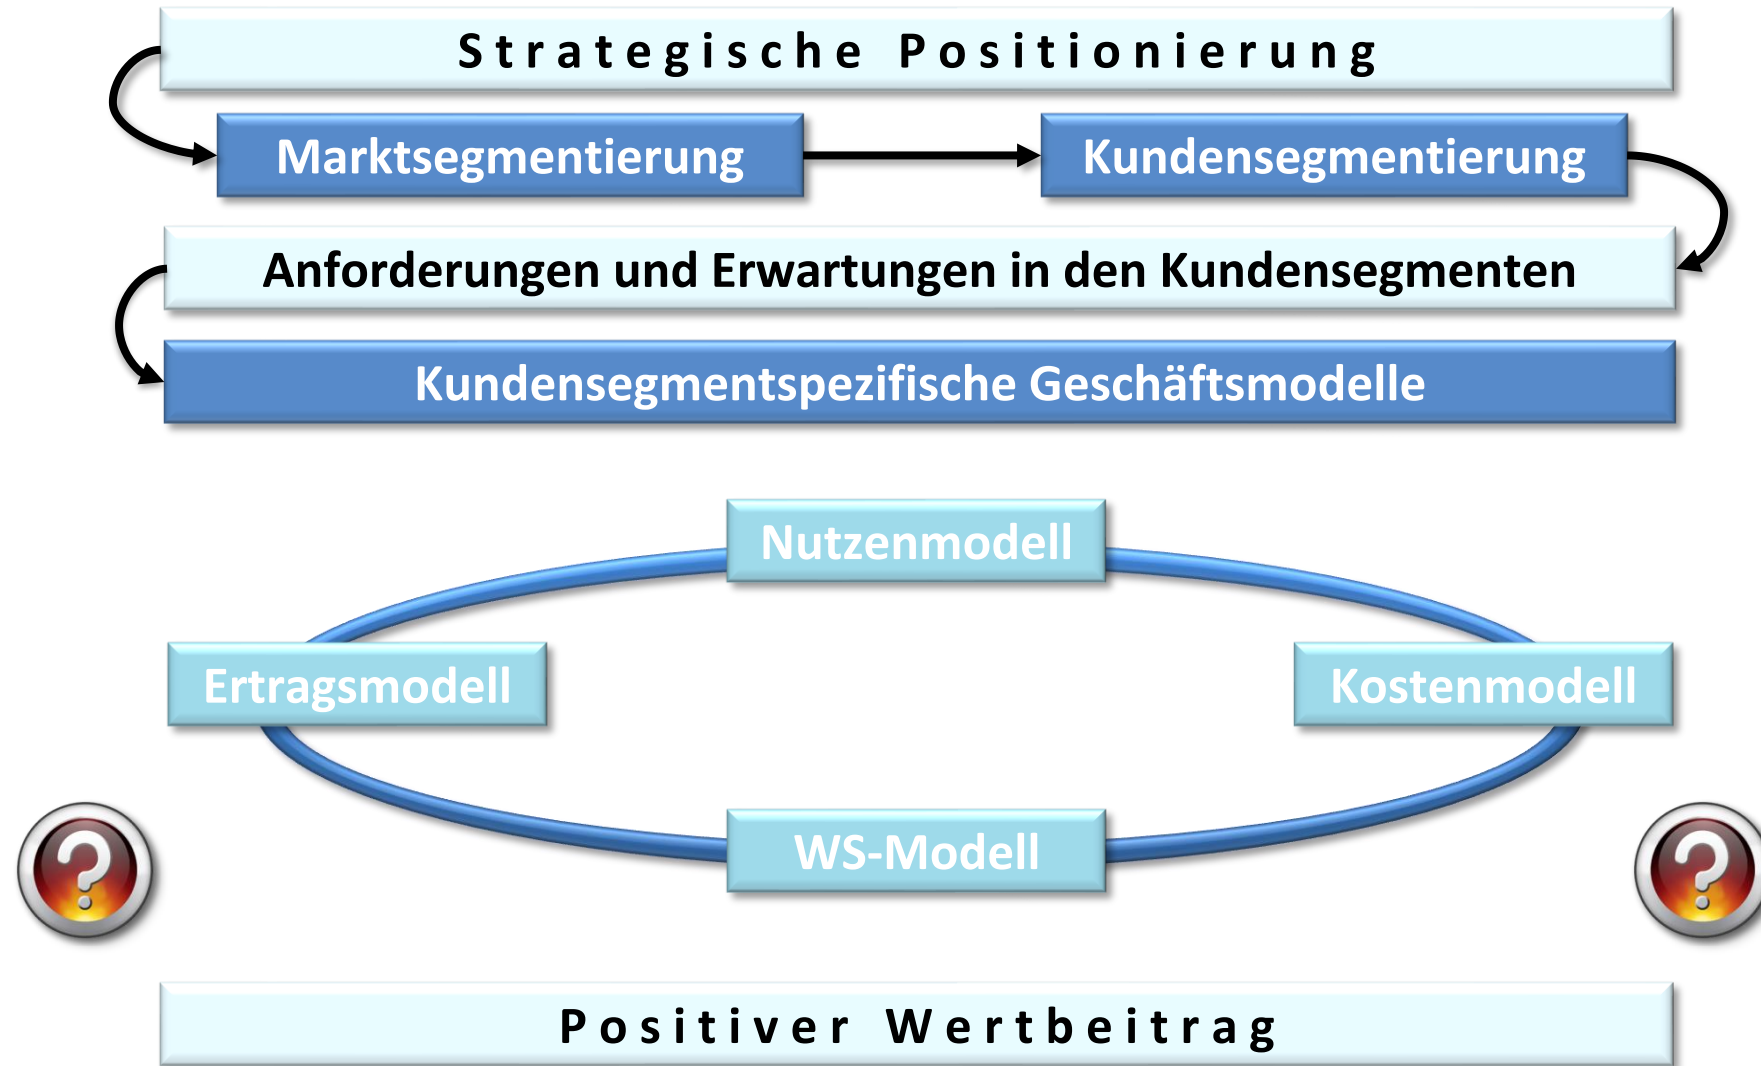 Strategische Positionierung
Marktsegmentierung
Kundensegmentierung
Anforderungen und Erwartungen in den Kundensegmenten
Kundensegmentspezifische Geschäftsmodelle
Nutzenmodell
Ertragsmodell
Kostenmodell
WS-Modell
?
?
Positiver Wertbeitrag